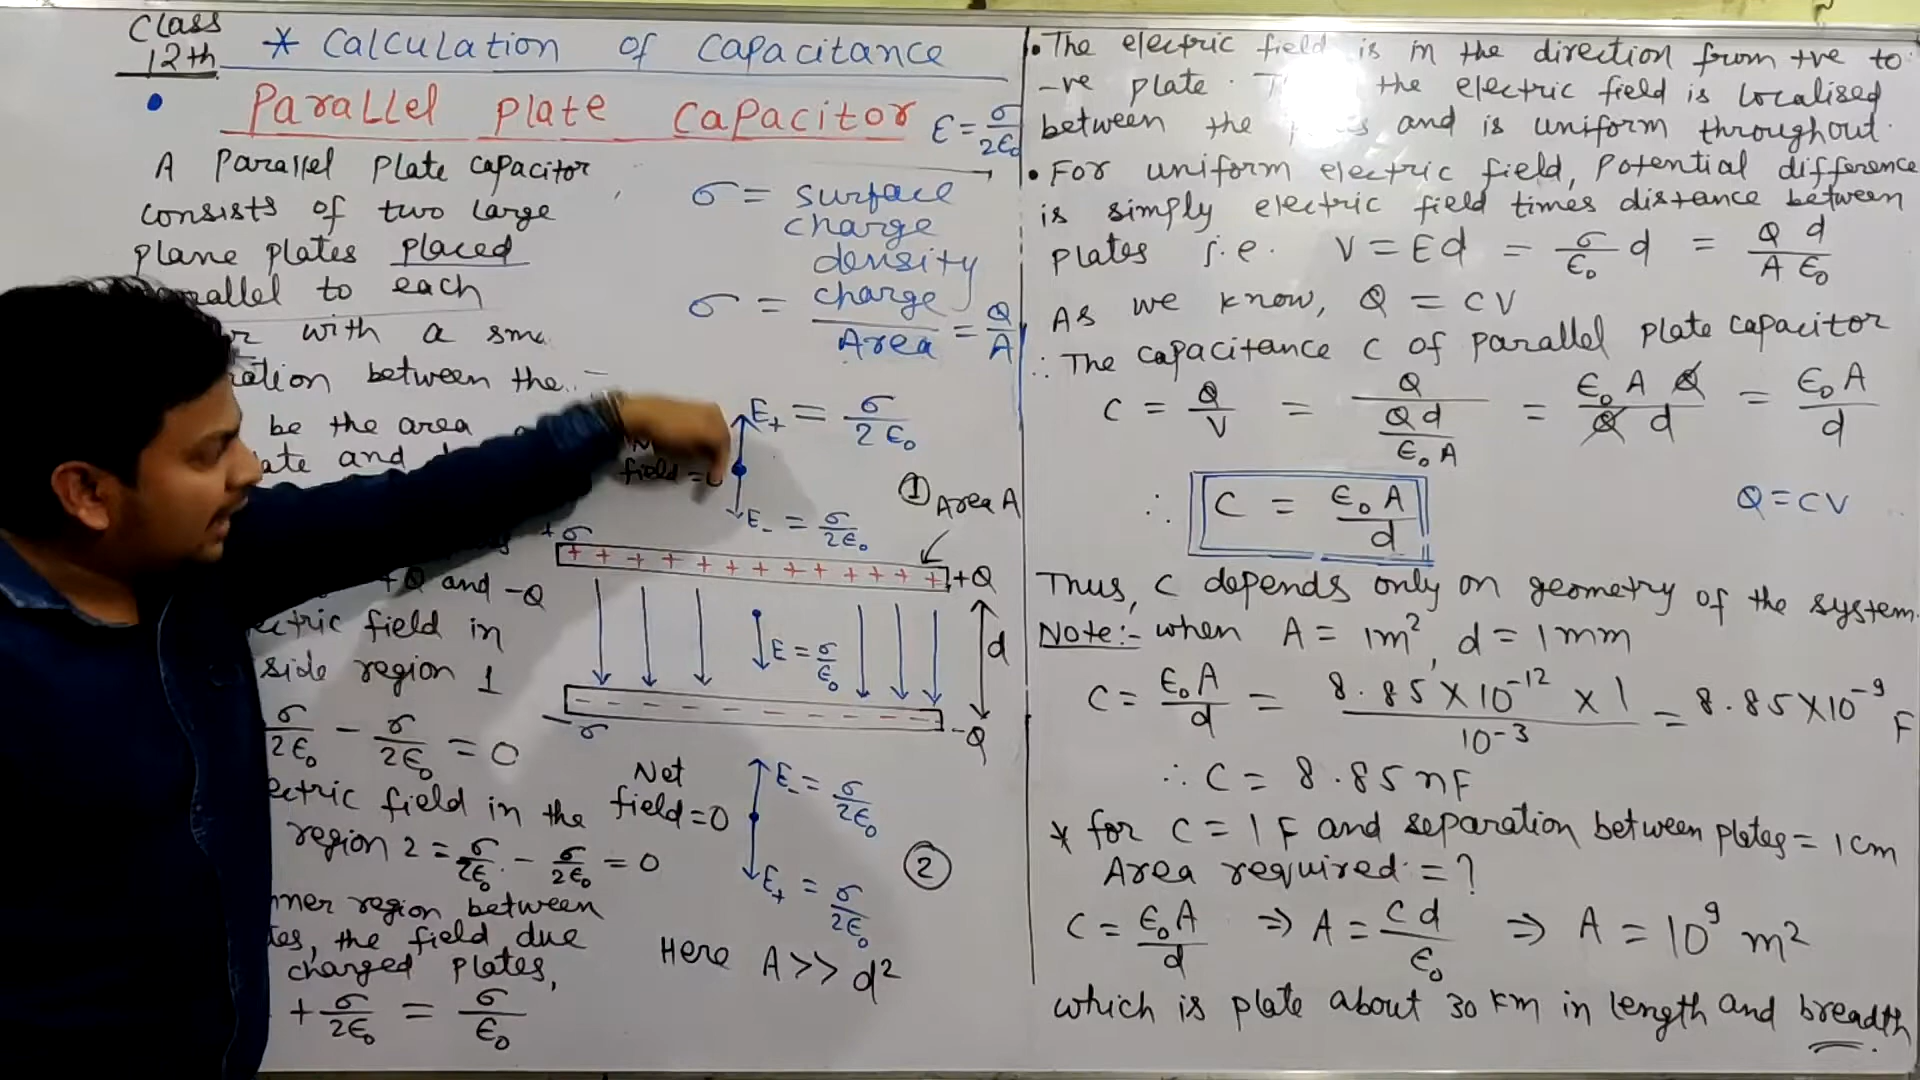 Class
12th
* Calculation of capacitance
• Parallel plate capacitor
E = σ/2ε₀
A parallel plate capacitor
consists of two large
plane plates placed
to each
with a
between the
be the area
and
+Q and -Q
field in
side region 1
σ/2ε₀ - σ/2ε₀ = 0
field in the
region 2 = σ/2ε₀ - σ/2ε₀ = 0
region between
the field due
charged plates,
+ σ/2ε₀ = σ/ε₀
σ = surface
charge
density
σ = charge/Area = Q/A
E₊ = σ/2ε₀
field = 0
E₋ = σ/2ε₀
① Area A
+σ
+ + + + + + + + + + + +
+Q
E = σ/ε₀
d
-σ
-Q
Net
field = 0
E₋ = σ/2ε₀
②
E₊ = σ/2ε₀
Here A >> d²
• The electric field is in the direction from +ve to
-ve plate. the electric field is localised
between the and is uniform throughout.
• For uniform electric field, potential difference
is simply electric field times distance between
plates i.e. V = Ed = σ/ε₀ d = Q d/A ε₀
As we know, Q = CV
∴ The capacitance C of parallel plate capacitor
C = Q/V = Q/(Qd/ε₀A) = ε₀ A Q/Q d = ε₀ A/d
∴ C = ε₀ A/d
Q = CV
Thus, C depends only on geometry of the system.
Note:- when A = 1m², d = 1mm
C = ε₀A/d = 8.85 × 10⁻¹² × 1/10⁻³ = 8.85 × 10⁻⁹ F
∴ C = 8.85 nF
* for C = 1 F and separation between plates = 1cm
Area required = ?
C = ε₀A/d ⇒ A = Cd/ε₀ ⇒ A = 10⁹ m²
which is plate about 30 km in length and breadth.